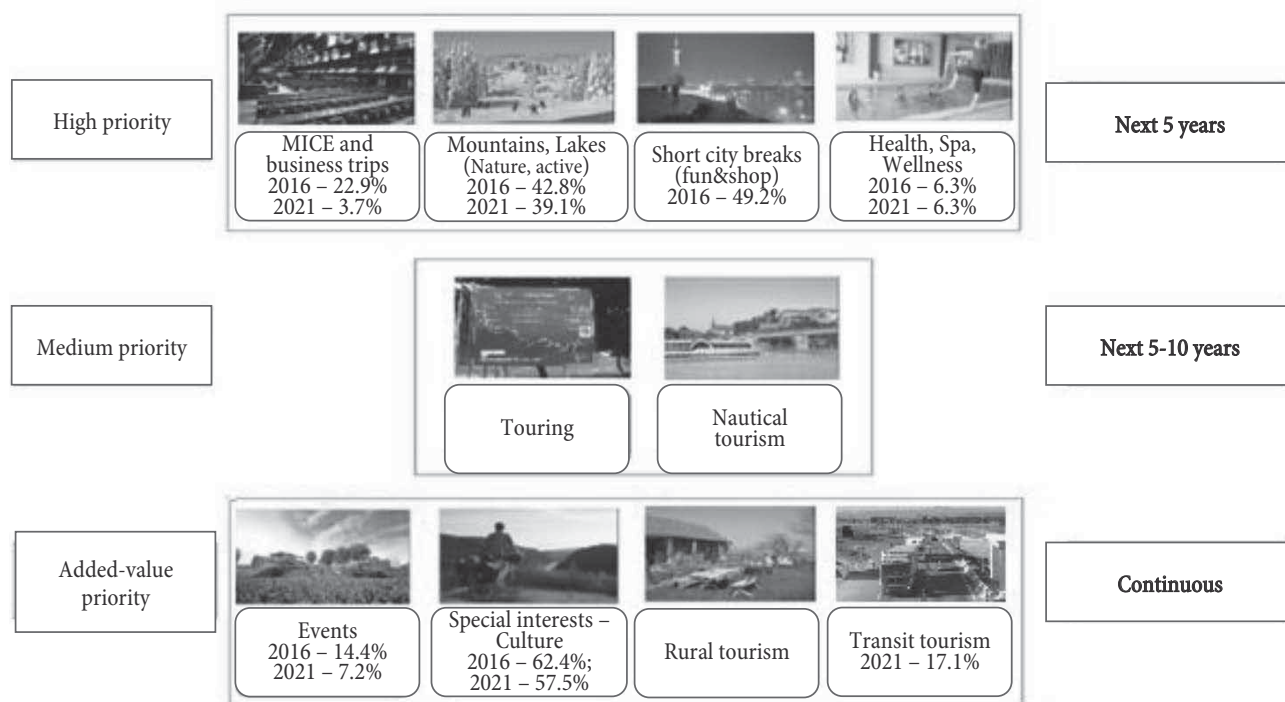 High priority
MICE and
business trips
2016 – 22.9%
2021 – 3.7%
Mountains, Lakes
(Nature, active)
2016 – 42.8%
2021 – 39.1%
Short city breaks
(fun&shop)
2016 – 49.2%
Health, Spa,
Wellness
2016 – 6.3%
2021 – 6.3%
Next 5 years
Medium priority
Touring
Nautical
tourism
Next 5-10 years
Added-value
priority
Events
2016 – 14.4%
2021 – 7.2%
Special interests –
Culture
2016 – 62.4%;
2021 – 57.5%
Rural tourism
Transit tourism
2021 – 17.1%
Continuous